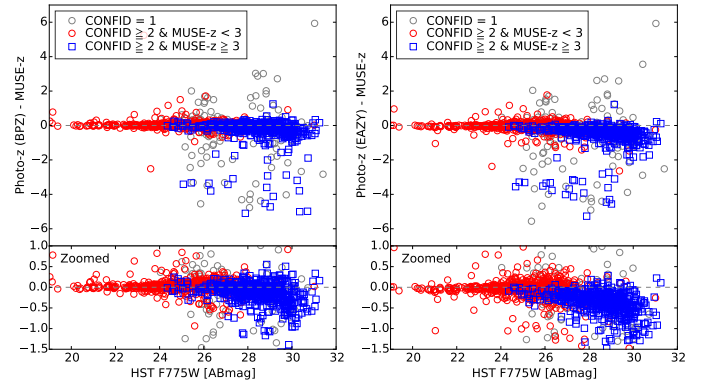 CONFID = 1
CONFID ≧ 2 & MUSE-z < 3
CONFID ≧ 2 & MUSE-z ≧ 3
6
4
2
0
−2
−4
−6
Photo-z (BPZ) - MUSE-z
Zoomed
1.0
0.5
0.0
−0.5
−1.0
−1.5
20 22 24 26 28 30 32
HST F775W [ABmag]
CONFID = 1
CONFID ≧ 2 & MUSE-z < 3
CONFID ≧ 2 & MUSE-z ≧ 3
6
4
2
0
−2
−4
−6
Photo-z (EAZY) - MUSE-z
Zoomed
1.0
0.5
0.0
−0.5
−1.0
−1.5
20 22 24 26 28 30 32
HST F775W [ABmag]